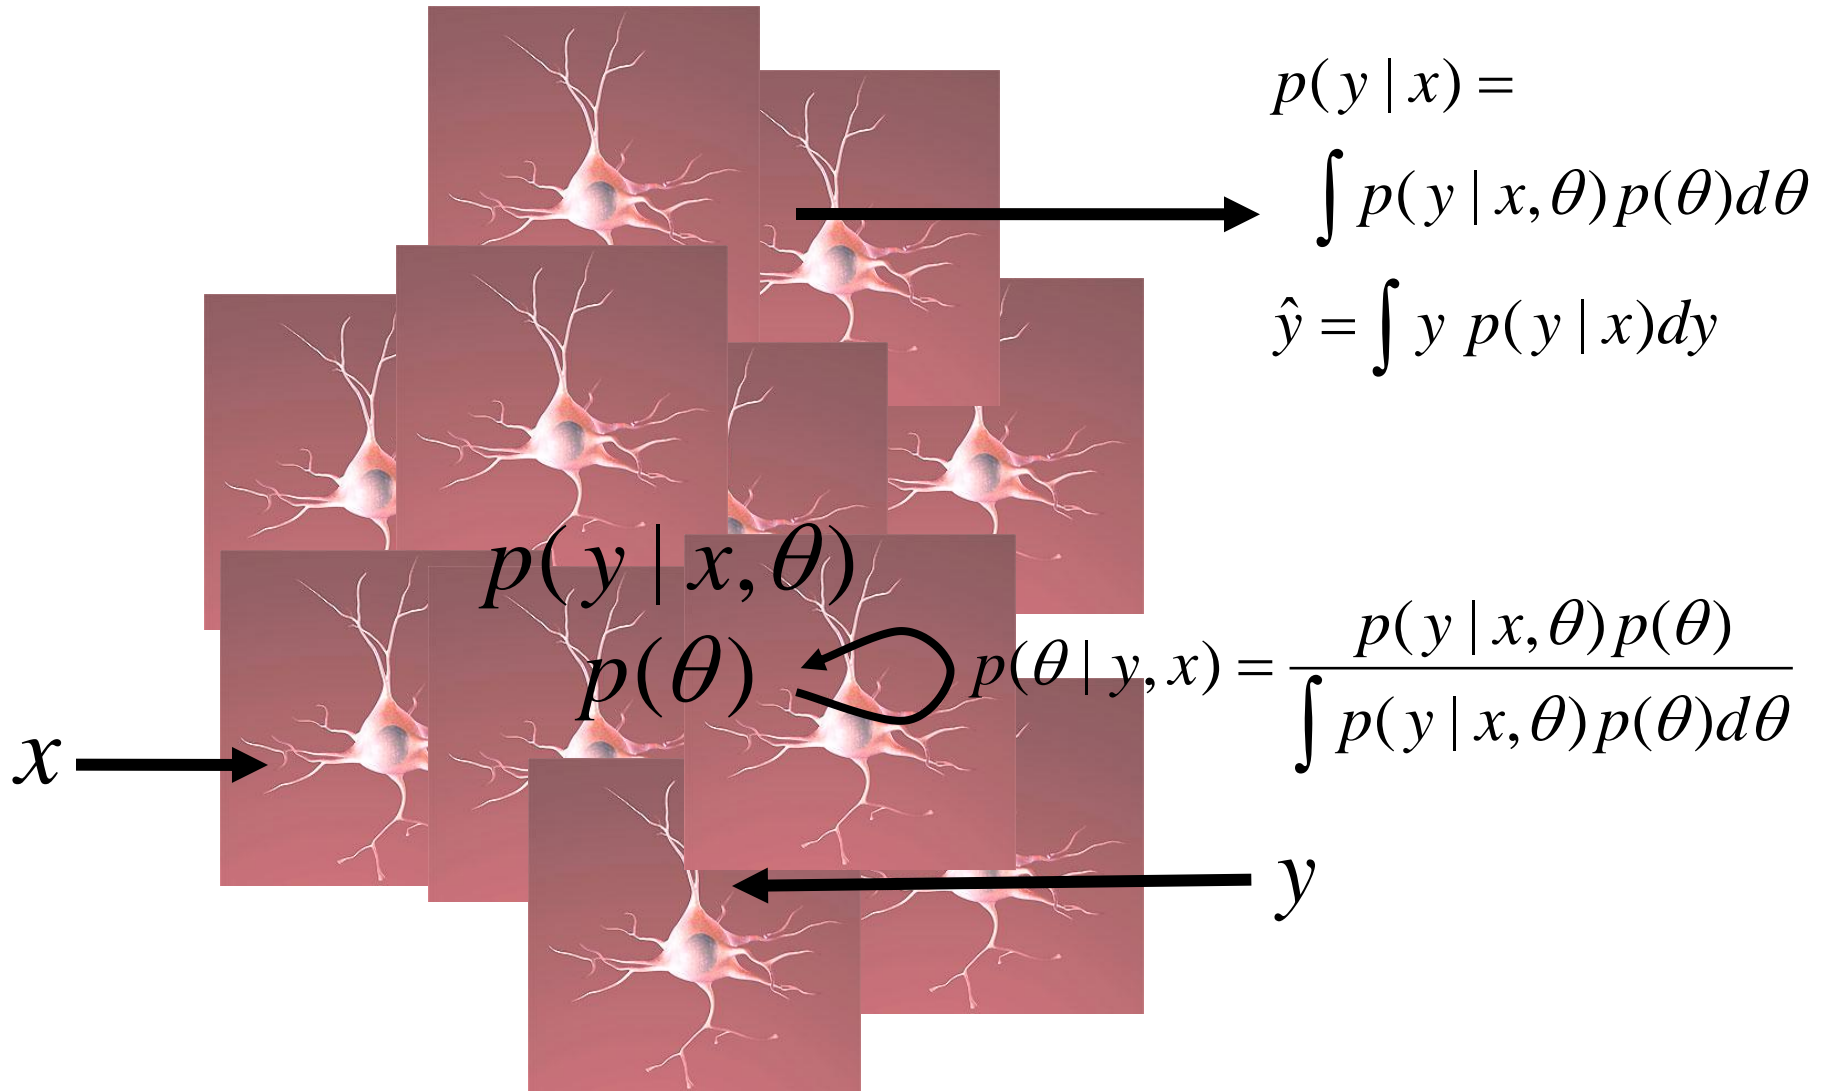 p(y | x) =
∫ p(y | x, θ) p(θ)dθ
ŷ = ∫ y p(y | x)dy
p(y | x, θ)
p(θ)
p(θ | y, x) = p(y | x, θ) p(θ) / ∫ p(y | x, θ) p(θ)dθ
x
y